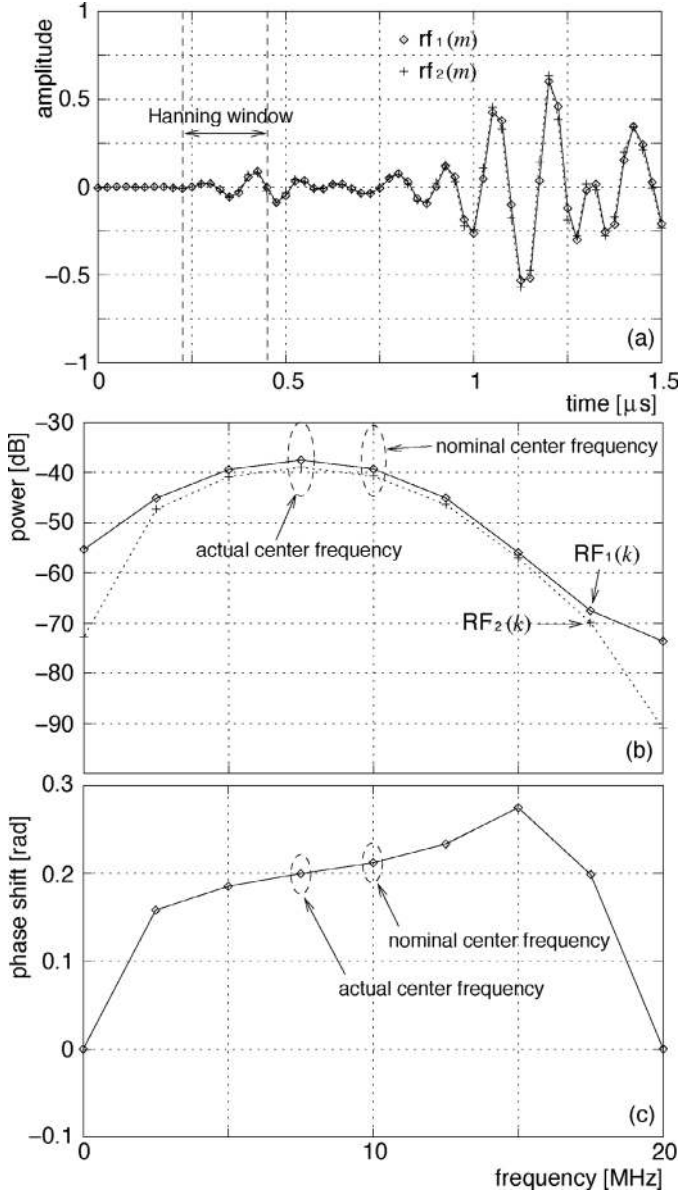 1
0.5
0
−0.5
−1
amplitude
◇ rf₁(m)
+ rf₂(m)
Hanning window
(a)
0
0.5
1
1.5
time [μs]
−30
−40
−50
−60
−70
−80
−90
power [dB]
nominal center frequency
actual center frequency
RF₁(k)
RF₂(k)
(b)
0.3
0.2
0.1
0
−0.1
phase shift [rad]
nominal center frequency
actual center frequency
(c)
0
10
20
frequency [MHz]